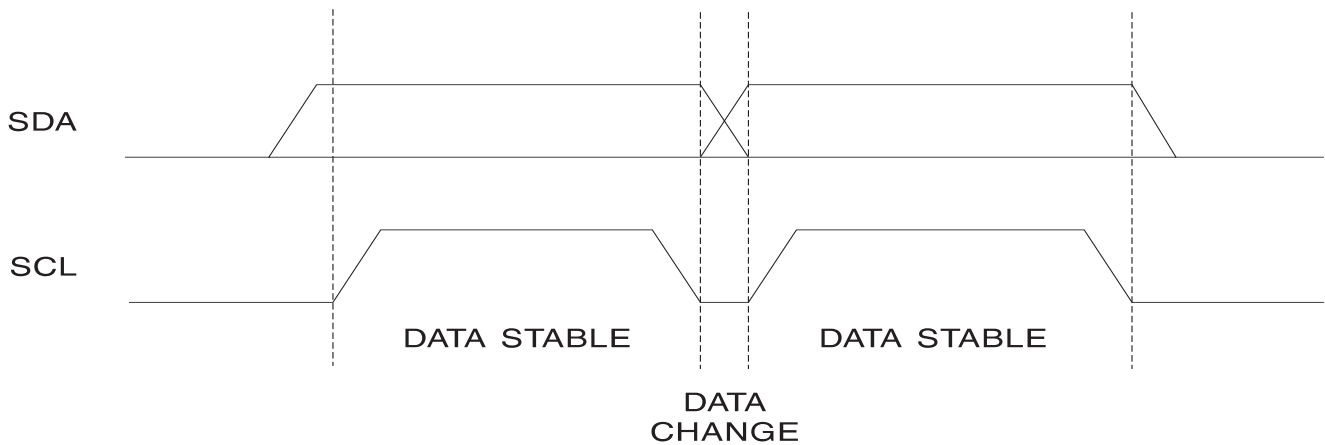 SDA
SCL
DATA STABLE
DATA STABLE
DATA
CHANGE